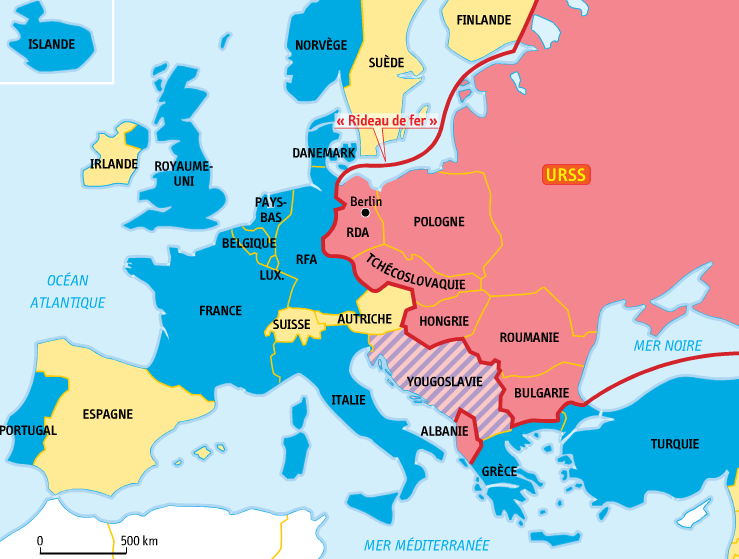 ISLANDE
NORVÈGE
FINLANDE
SUÈDE
« Rideau de fer »
IRLANDE
ROYAUME-
UNI
DANEMARK
URSS
PAYS-
BAS
Berlin
POLOGNE
RDA
BELGIQUE
RFA
LUX.
TCHÉCOSLOVAQUIE
OCÉAN
ATLANTIQUE
FRANCE
SUISSE
AUTRICHE
HONGRIE
ROUMANIE
MER NOIRE
YOUGOSLAVIE
BULGARIE
ITALIE
ESPAGNE
PORTUGAL
ALBANIE
TURQUIE
GRÈCE
0
500 km
MER MÉDITERRANÉE